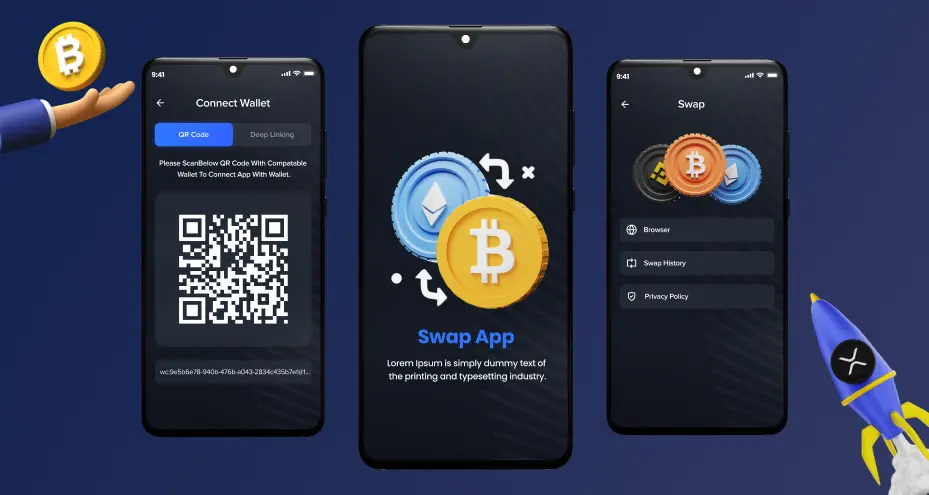 9:41
Connect Wallet
QR Code
Deep Linking
Please ScanBelow QR Code With Compatable
Wallet To Connect App With Wallet.
wc:9e5b6e78-940b-476b-a043-2834c435b7ef@1...
Swap App
Lorem Ipsum is simply dummy text of
the printing and typesetting industry.
9:41
Swap
Browser
Swap History
Privacy Policy